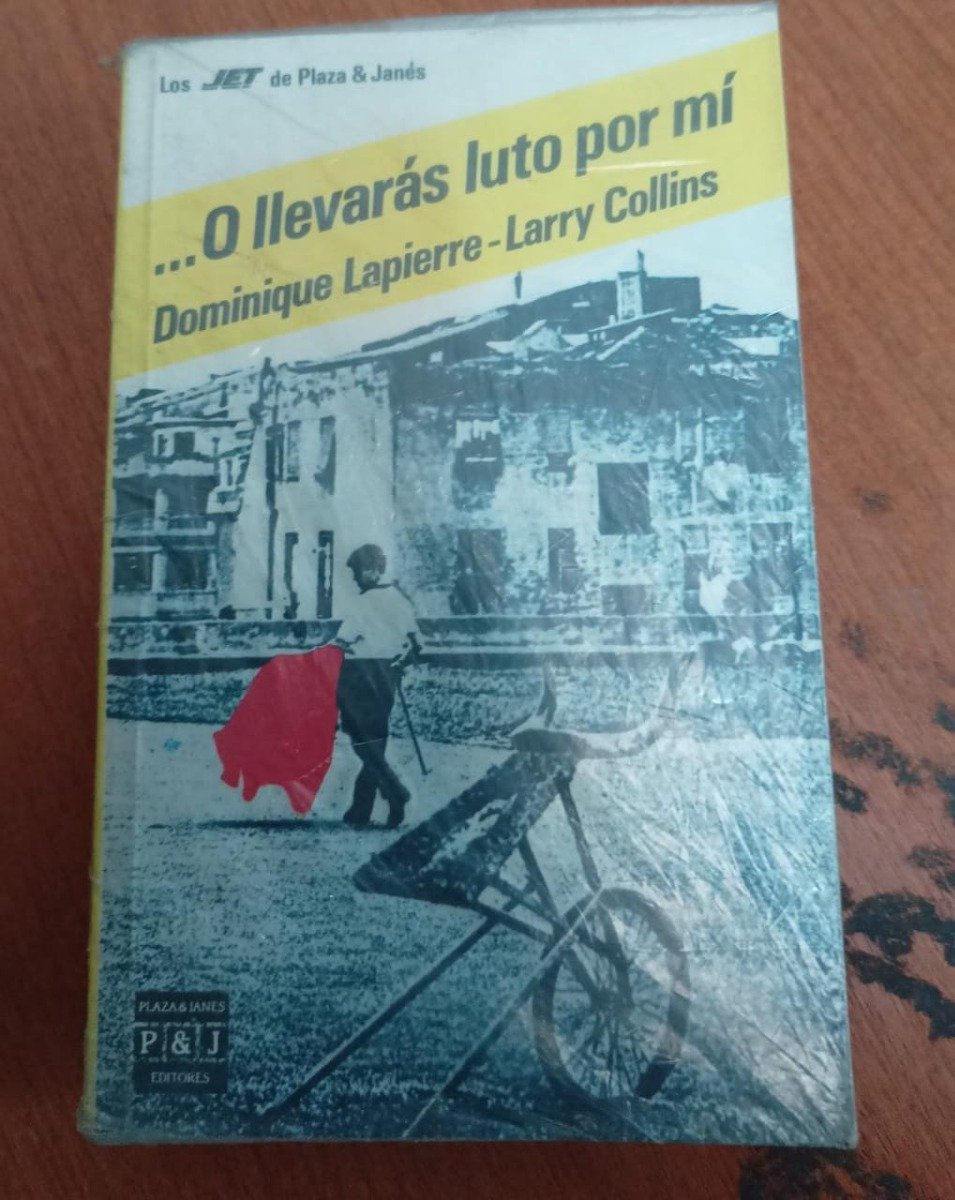 Los JET de Plaza & Janés
...O llevarás luto por mí
Dominique Lapierre - Larry Collins
PLAZA & JANES
P & J
EDITORES